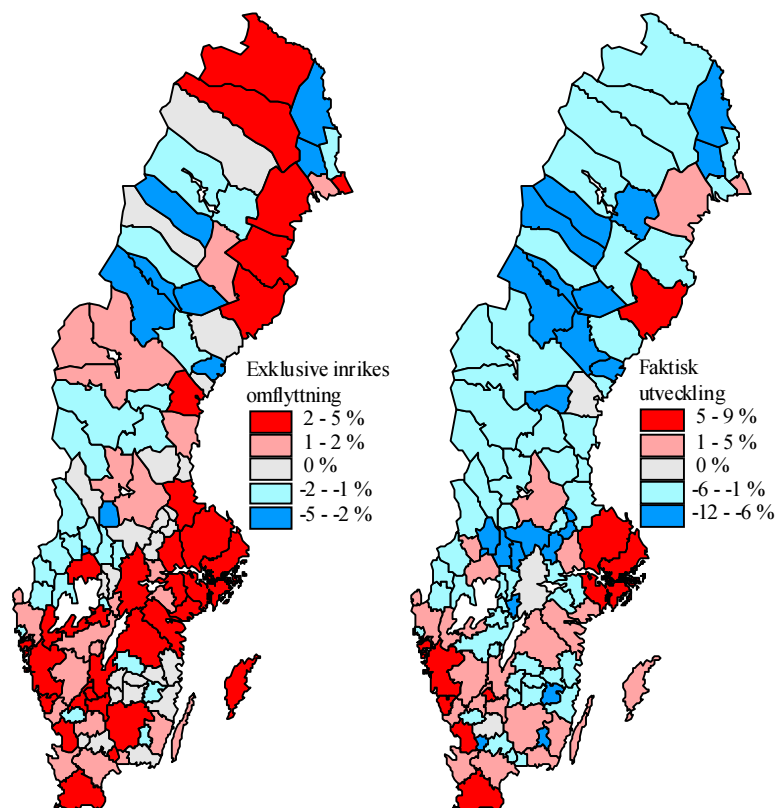 Exklusive inrikes
omflyttning
2 - 5 %
1 - 2 %
0 %
-2 - -1 %
-5 - -2 %
Faktisk
utveckling
5 - 9 %
1 - 5 %
0 %
-6 - -1 %
-12 - -6 %